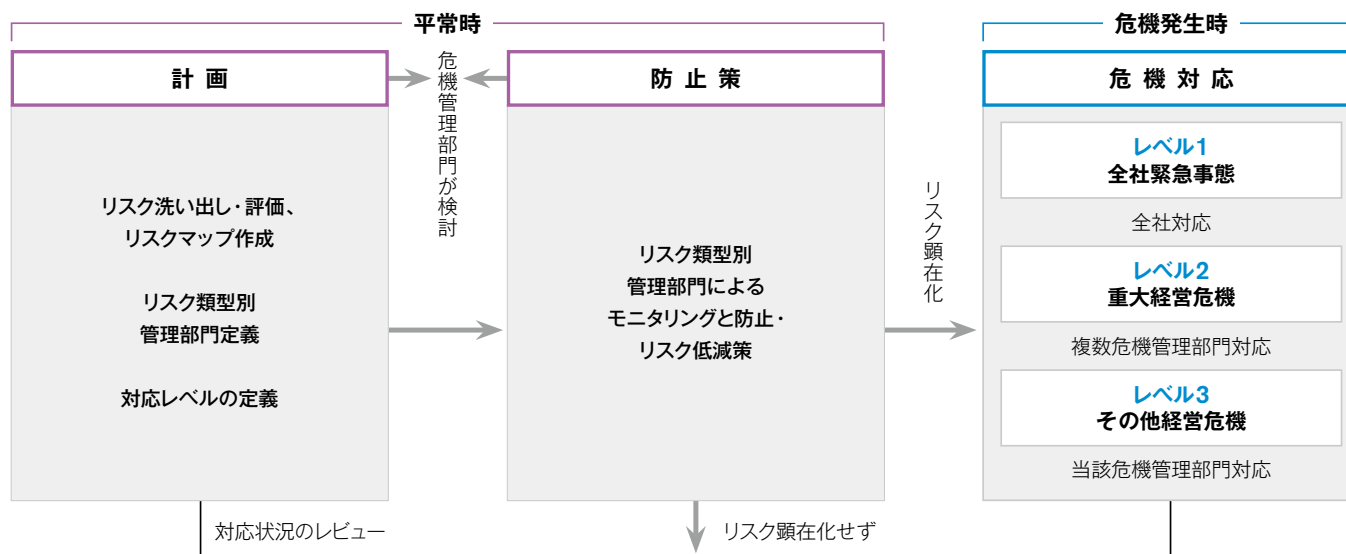 平常時
計画
危機管理部門が検討
防止策
リスク洗い出し・評価、
リスクマップ作成
リスク類型別
管理部門定義
対応レベルの定義
リスク類型別
管理部門による
モニタリングと防止・
リスク低減策
リスク顕在化
危機発生時
危機対応
レベル1
全社緊急事態
全社対応
レベル2
重大経営危機
複数危機管理部門対応
レベル3
その他経営危機
当該危機管理部門対応
対応状況のレビュー
リスク顕在化せず